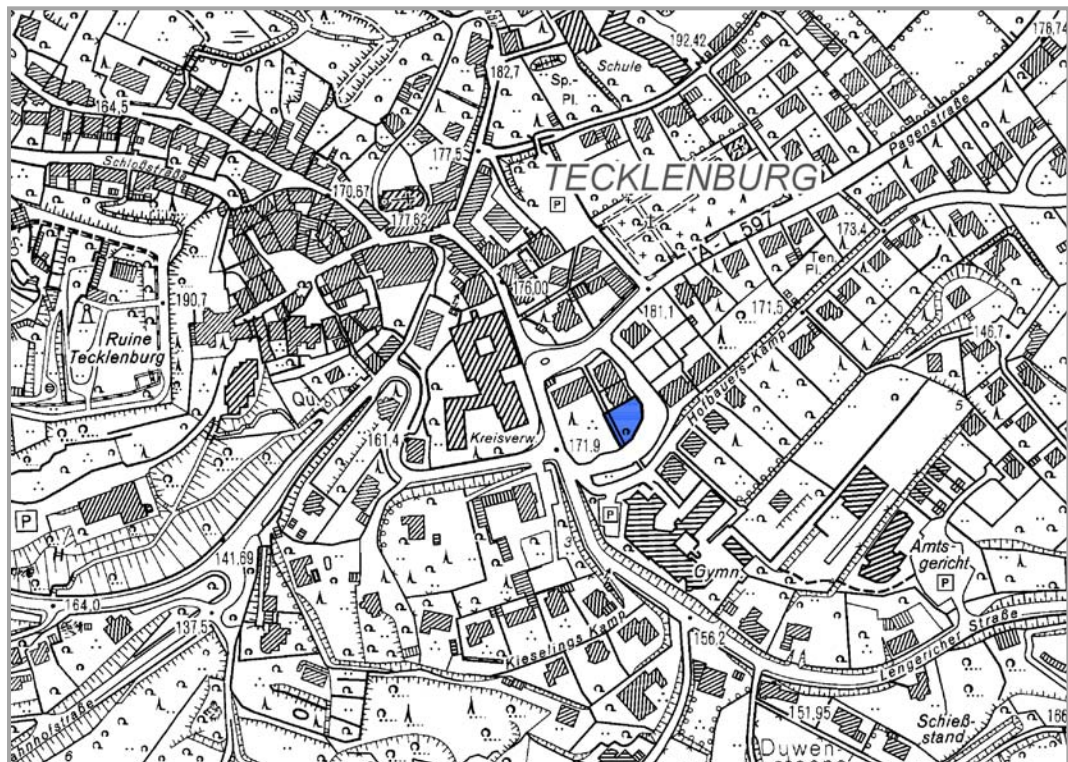 192.42
176,74
182,7
Schule
Sp.-
Pl.
164,5
Pagenstraße
177,5
Schloßstraße
TECKLENBURG
170,67
P
177,62
L 597
173.4
Ten.
Pl.
190,7
176,00
181,1
171,5
Ruine
Tecklenburg
Hofbauers-Kamp
146.7
Qu.
5
161,4
Kreisverw.
171,9
P
P
3
Gymn.
Amts-
gericht
P
141,69
164,0
137,5
Kieselings Kamp
156,2
Lengericher Straße
151,95
Schieß-
stand
166
6
Duwen-